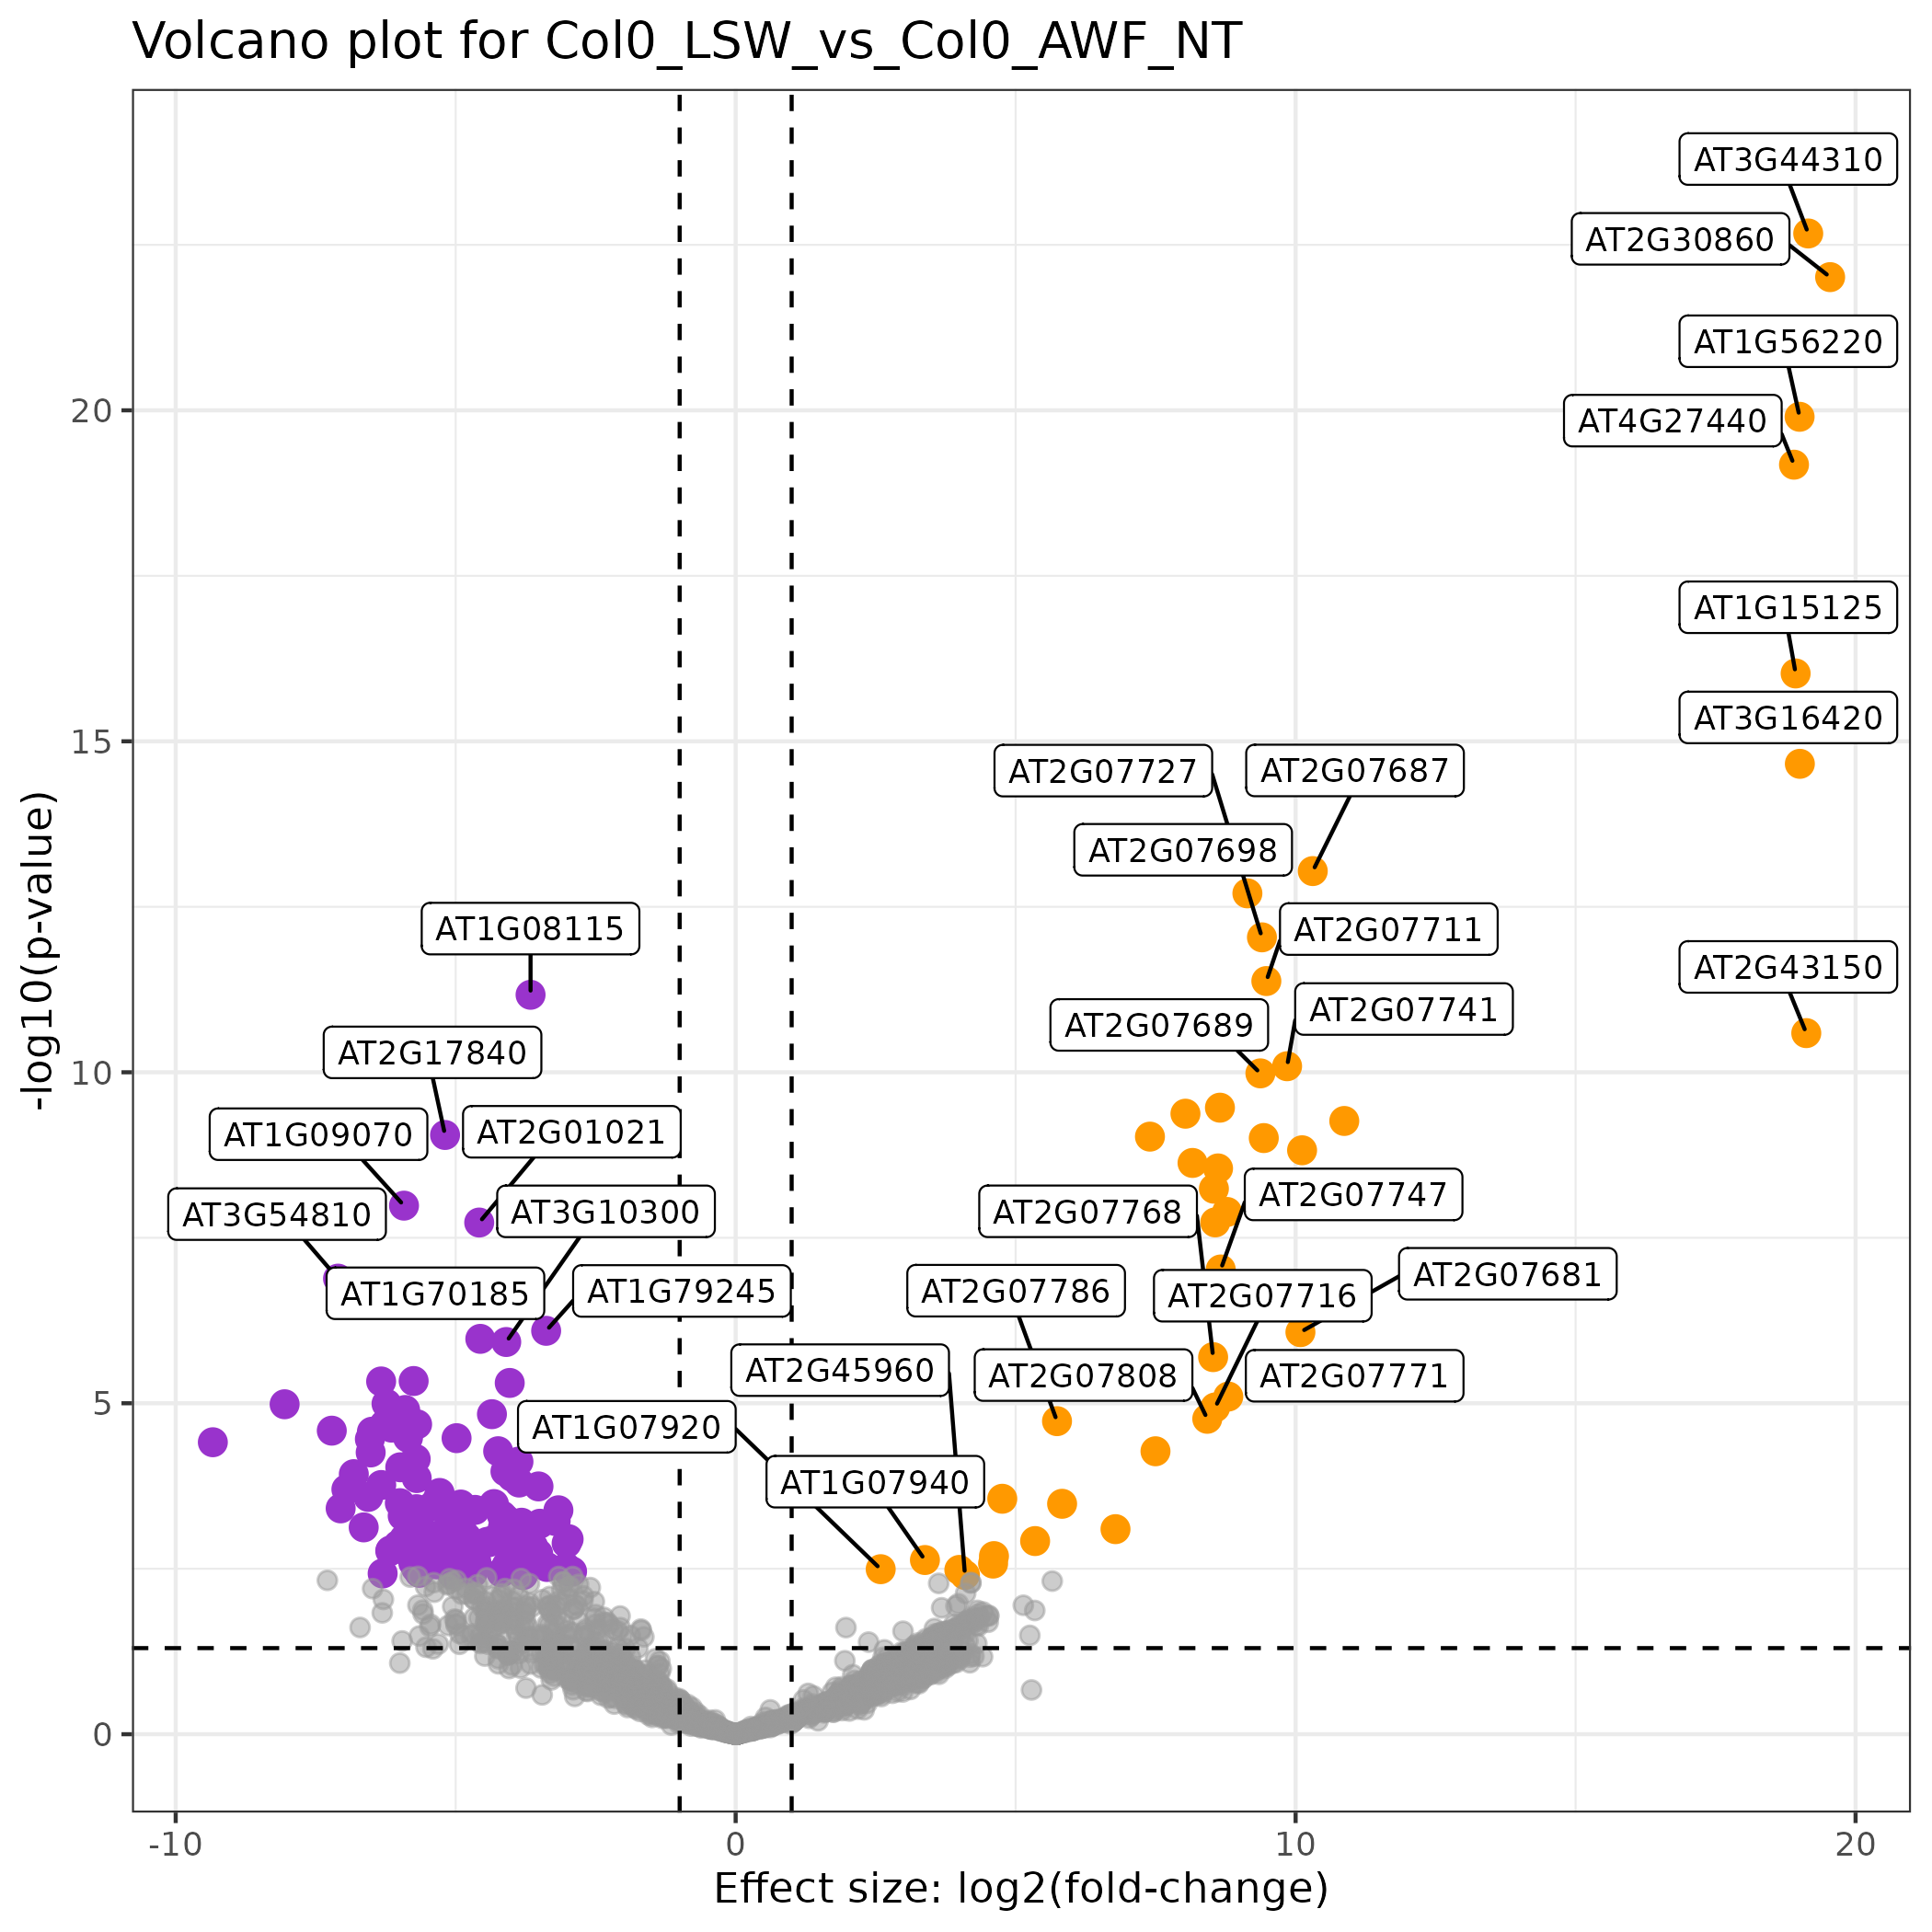 Volcano plot for Col0_LSW_vs_Col0_AWF_NT
AT3G44310
AT2G30860
AT1G56220
AT4G27440
AT1G15125
AT3G16420
AT2G07727
AT2G07687
AT2G07698
AT1G08115
AT2G07711
AT2G43150
AT2G07741
AT2G07689
AT2G17840
AT1G09070
AT2G01021
AT2G07747
AT3G54810
AT3G10300
AT2G07768
AT2G07681
AT1G70185
AT1G79245
AT2G07786
AT2G07716
AT2G45960
AT2G07808
AT2G07771
AT1G07920
AT1G07940
20
15
10
5
0
-log10(p-value)
-10
0
10
20
Effect size: log2(fold-change)